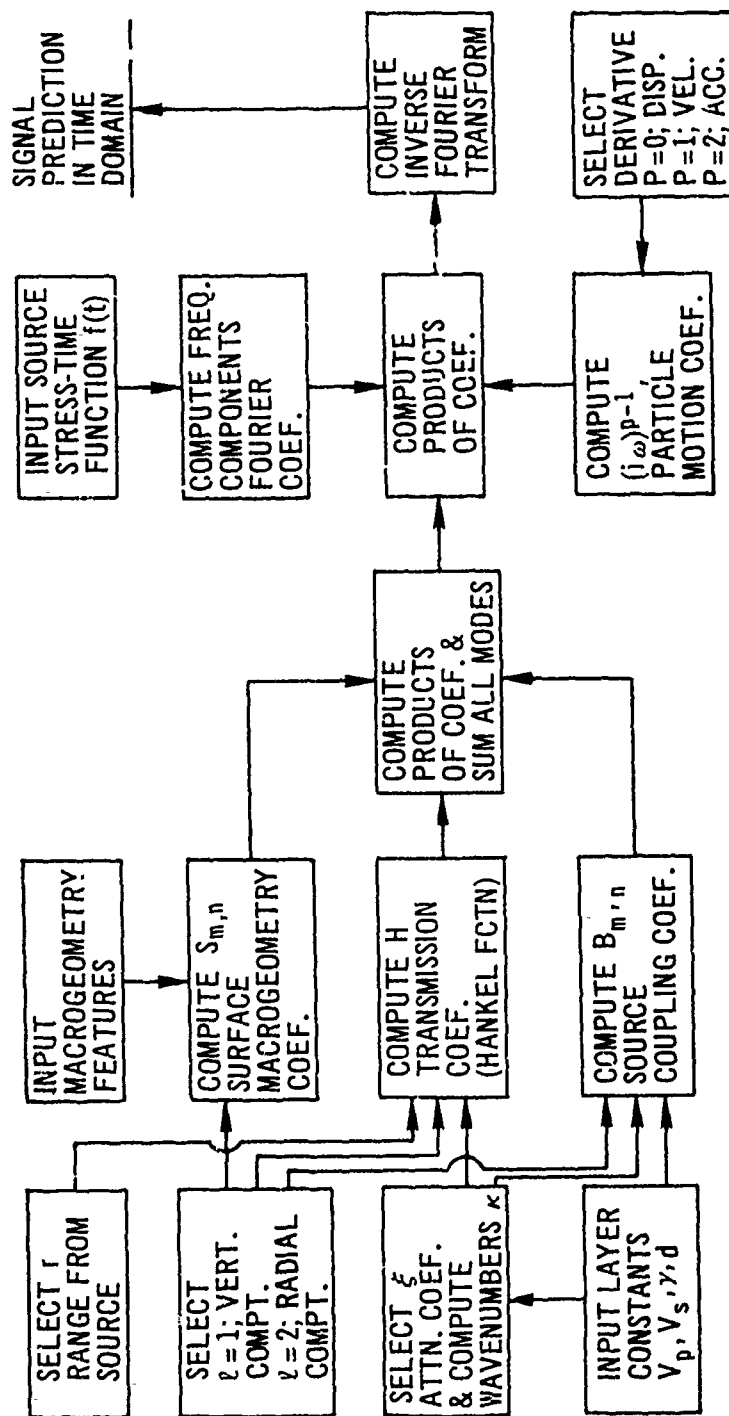 SELECT r
RANGE FROM
SOURCE
SELECT
ℓ = 1; VERT.
COMPT.
ℓ = 2; RADIAL
COMPT.
SELECT ξ
ATTN. COEF.
& COMPUTE
WAVENUMBERS κ
INPUT LAYER
CONSTANTS
Vp, Vs, γ, d
INPUT
MACROGEOMETRY
FEATURES
COMPUTE Sm,n
SURFACE
MACROGEOMETRY
COEF.
COMPUTE H
TRANSMISSION
COEF.
(HANKEL FCTN)
COMPUTE Bm,n
SOURCE
COUPLING COEF.
COMPUTE
PRODUCTS
OF COEF. &
SUM ALL MODES
INPUT SOURCE
STRESS-TIME
FUNCTION f(t)
COMPUTE FREQ.
COMPONENTS
FOURIER
COEF.
COMPUTE
PRODUCTS
OF COEF.
COMPUTE
(iω)^p-1,
PARTICLE
MOTION COEF.
SIGNAL
PREDICTION
IN TIME
DOMAIN
COMPUTE
INVERSE
FOURIER
TRANSFORM
SELECT
DERIVATIVE
P=0; DISP.
P=1; VEL.
P=2; ACC.